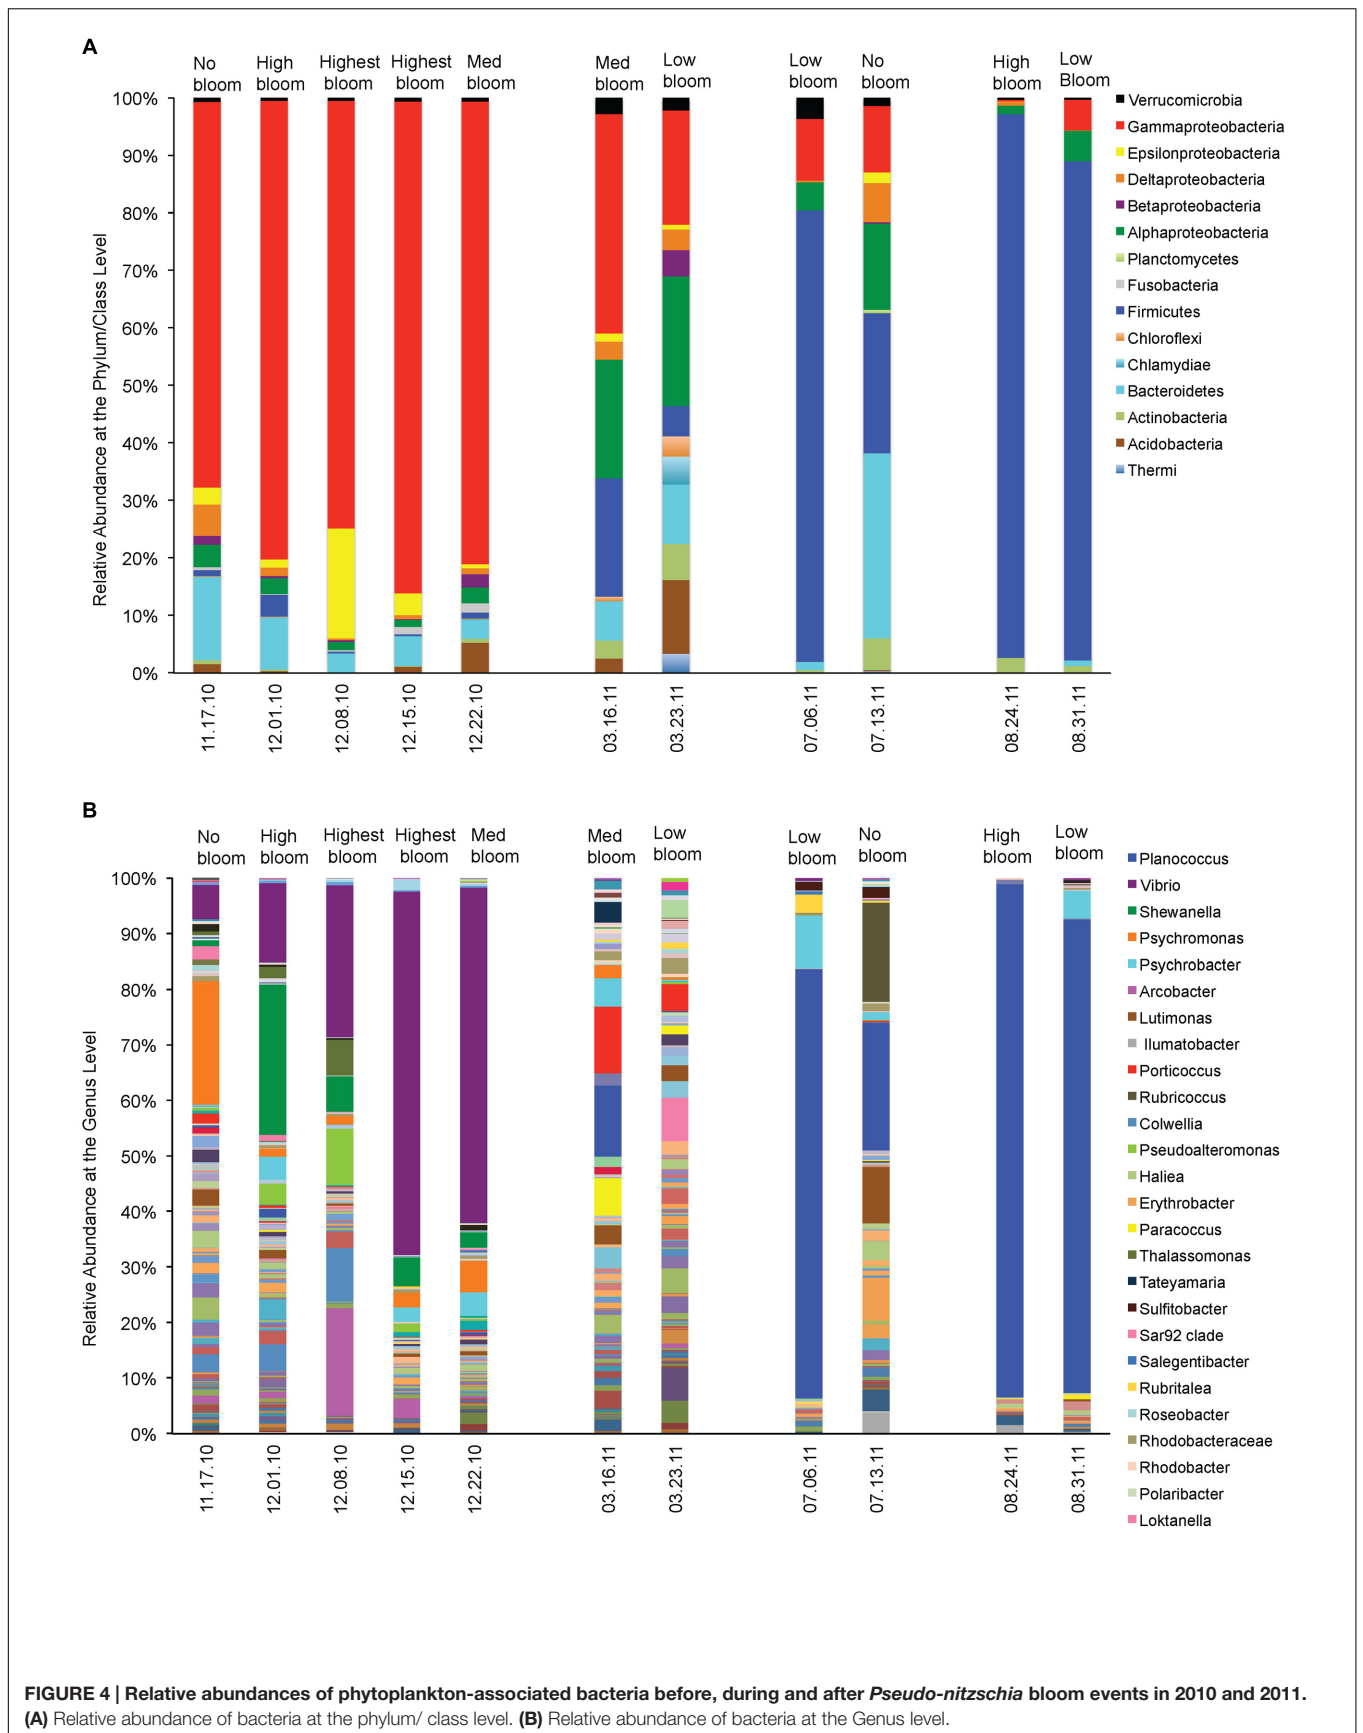 A
No bloom
High bloom
Highest bloom
Highest bloom
Med bloom
Med bloom
Low bloom
Low bloom
No bloom
High bloom
Low Bloom
Relative Abundance at the Phylum/Class Level
100%
90%
80%
70%
60%
50%
40%
30%
20%
10%
0%
11.17.10
12.01.10
12.08.10
12.15.10
12.22.10
03.16.11
03.23.11
07.06.11
07.13.11
08.24.11
08.31.11
Verrucomicrobia
Gammaproteobacteria
Epsilonproteobacteria
Deltaproteobacteria
Betaproteobacteria
Alphaproteobacteria
Planctomycetes
Fusobacteria
Firmicutes
Chloroflexi
Chlamydiae
Bacteroidetes
Actinobacteria
Acidobacteria
Thermi
B
No bloom
High bloom
Highest bloom
Highest bloom
Med bloom
Med bloom
Low bloom
Low bloom
No bloom
High bloom
Low bloom
Relative Abundance at the Genus Level
100%
90%
80%
70%
60%
50%
40%
30%
20%
10%
0%
11.17.10
12.01.10
12.08.10
12.15.10
12.22.10
03.16.11
03.23.11
07.06.11
07.13.11
08.24.11
08.31.11
Planococcus
Vibrio
Shewanella
Psychromonas
Psychrobacter
Arcobacter
Lutimonas
Ilumatobacter
Porticoccus
Rubricoccus
Colwellia
Pseudoalteromonas
Haliea
Erythrobacter
Paracoccus
Thalassomonas
Tateyamaria
Sulfitobacter
Sar92 clade
Salegentibacter
Rubritalea
Roseobacter
Rhodobacteraceae
Rhodobacter
Polaribacter
Loktanella
FIGURE 4 | Relative abundances of phytoplankton-associated bacteria before, during and after Pseudo-nitzschia bloom events in 2010 and 2011.
(A) Relative abundance of bacteria at the phylum/ class level. (B) Relative abundance of bacteria at the Genus level.